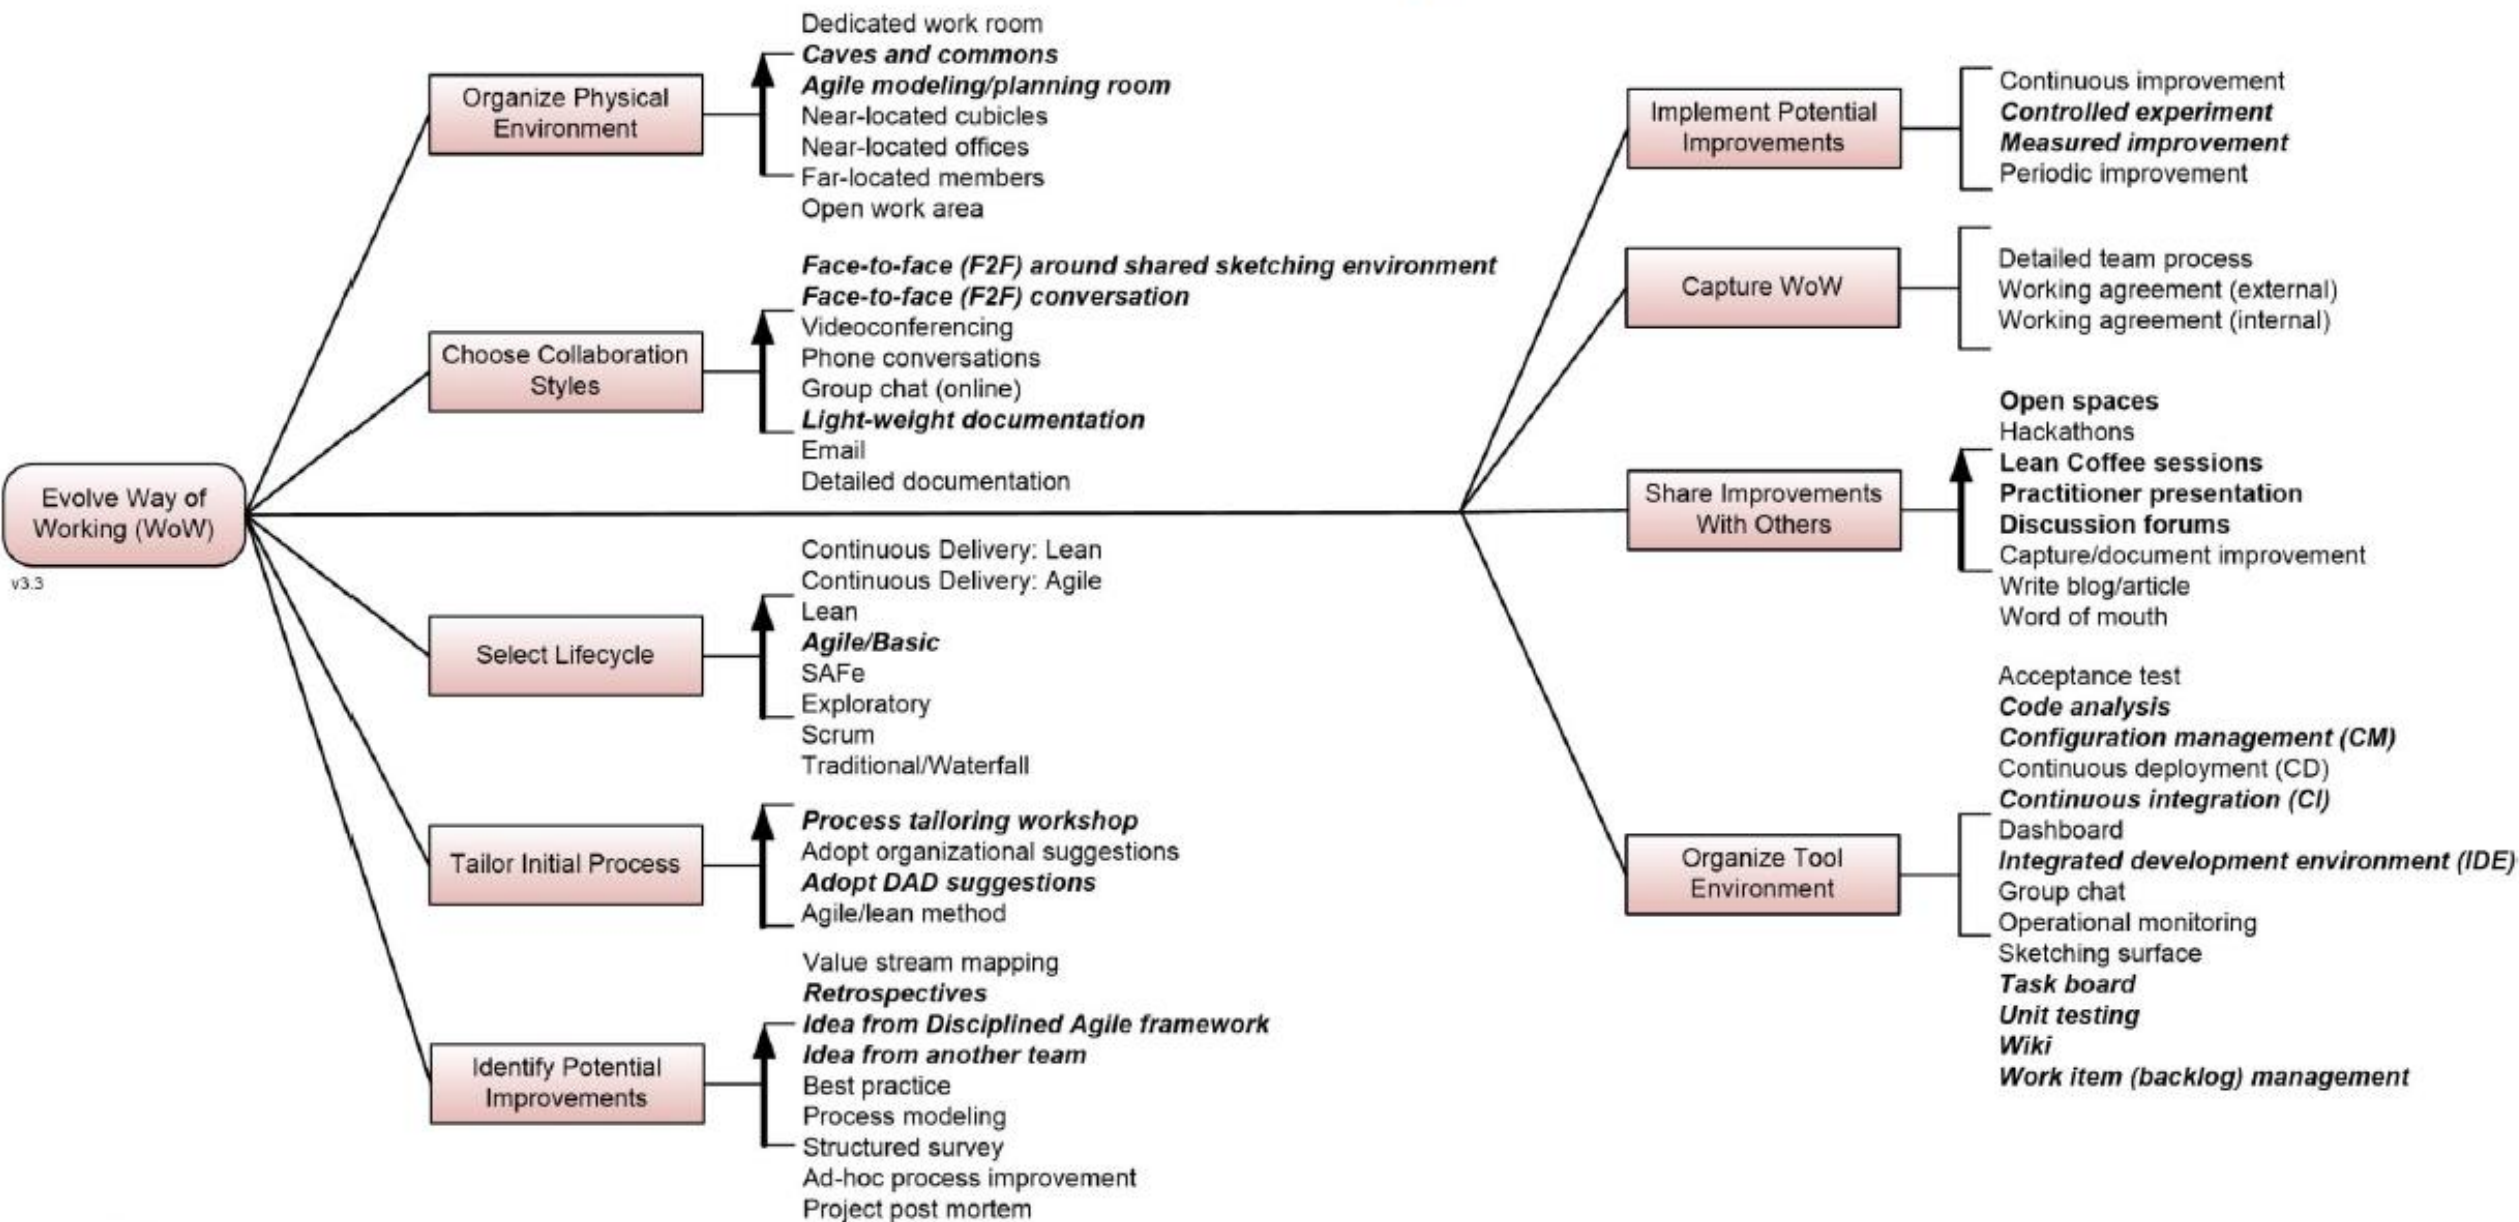 Evolve Way of
Working (WoW)
v3.3
Organize Physical
Environment
Dedicated work room
Caves and commons
Agile modeling/planning room
Near-located cubicles
Near-located offices
Far-located members
Open work area
Choose Collaboration
Styles
Face-to-face (F2F) around shared sketching environment
Face-to-face (F2F) conversation
Videoconferencing
Phone conversations
Group chat (online)
Light-weight documentation
Email
Detailed documentation
Select Lifecycle
Continuous Delivery: Lean
Continuous Delivery: Agile
Lean
Agile/Basic
SAFe
Exploratory
Scrum
Traditional/Waterfall
Tailor Initial Process
Process tailoring workshop
Adopt organizational suggestions
Adopt DAD suggestions
Agile/lean method
Identify Potential
Improvements
Value stream mapping
Retrospectives
Idea from Disciplined Agile framework
Idea from another team
Best practice
Process modeling
Structured survey
Ad-hoc process improvement
Project post mortem
Implement Potential
Improvements
Continuous improvement
Controlled experiment
Measured improvement
Periodic improvement
Capture WoW
Detailed team process
Working agreement (external)
Working agreement (internal)
Share Improvements
With Others
Open spaces
Hackathons
Lean Coffee sessions
Practitioner presentation
Discussion forums
Capture/document improvement
Write blog/article
Word of mouth
Organize Tool
Environment
Acceptance test
Code analysis
Configuration management (CM)
Continuous deployment (CD)
Continuous integration (CI)
Dashboard
Integrated development environment (IDE)
Group chat
Operational monitoring
Sketching surface
Task board
Unit testing
Wiki
Work item (backlog) management